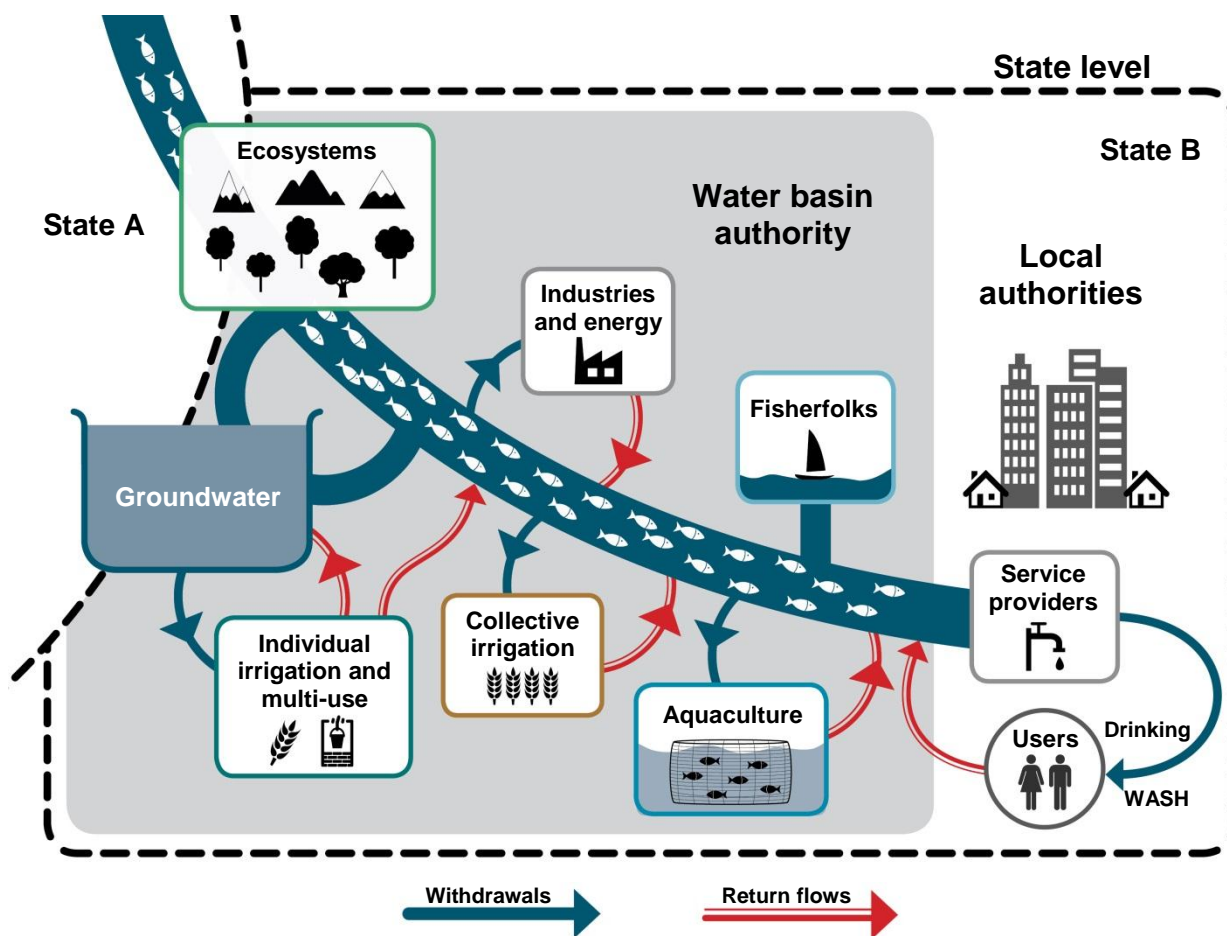 State level
State B
Ecosystems
State A
Water basin
authority
Local
authorities
Industries
and energy
Fisherfolks
Groundwater
Service
providers
Collective
irrigation
Individual
irrigation and
multi-use
Aquaculture
Users
Drinking
WASH
Withdrawals
Return flows